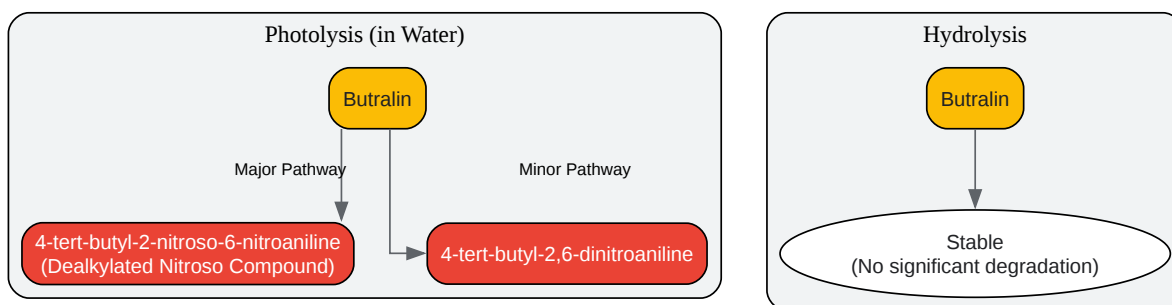 Photolysis (in Water)
Butralin
Major Pathway
Minor Pathway
4-tert-butyl-2-nitroso-6-nitroaniline
(Dealkylated Nitroso Compound)
4-tert-butyl-2,6-dinitroaniline
Hydrolysis
Butralin
Stable
(No significant degradation)